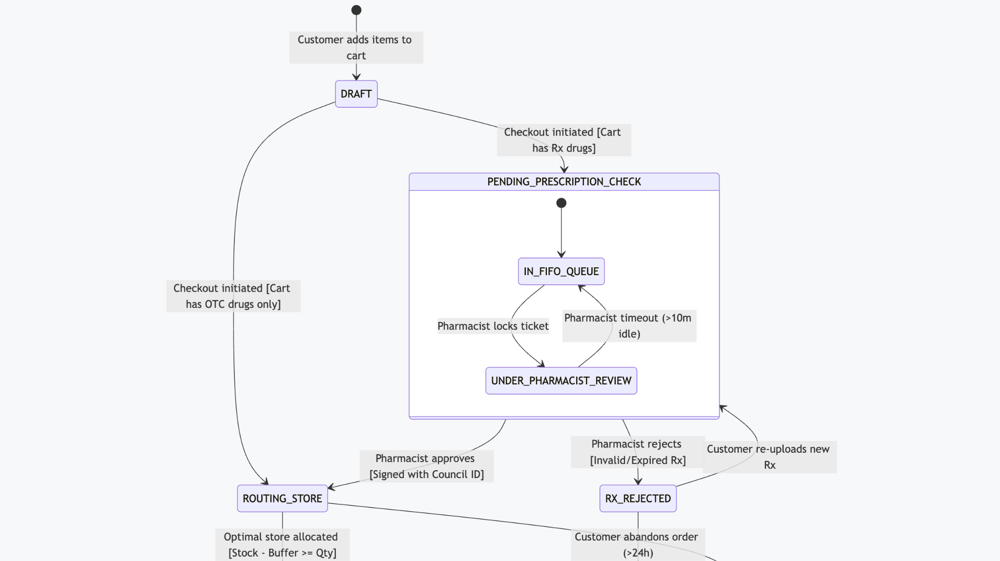 Customer adds items to
cart
DRAFT
Checkout initiated [Cart
has Rx drugs]
PENDING_PRESCRIPTION_CHECK
IN_FIFO_QUEUE
Checkout initiated [Cart
has OTC drugs only]
Pharmacist locks ticket
Pharmacist timeout (>10m
idle)
UNDER_PHARMACIST_REVIEW
Pharmacist approves
[Signed with Council ID]
Pharmacist rejects
[Invalid/Expired Rx]
Customer re-uploads new
Rx
ROUTING_STORE
RX_REJECTED
Optimal store allocated
[Stock - Buffer >= Qty]
Customer abandons order
(>24h)